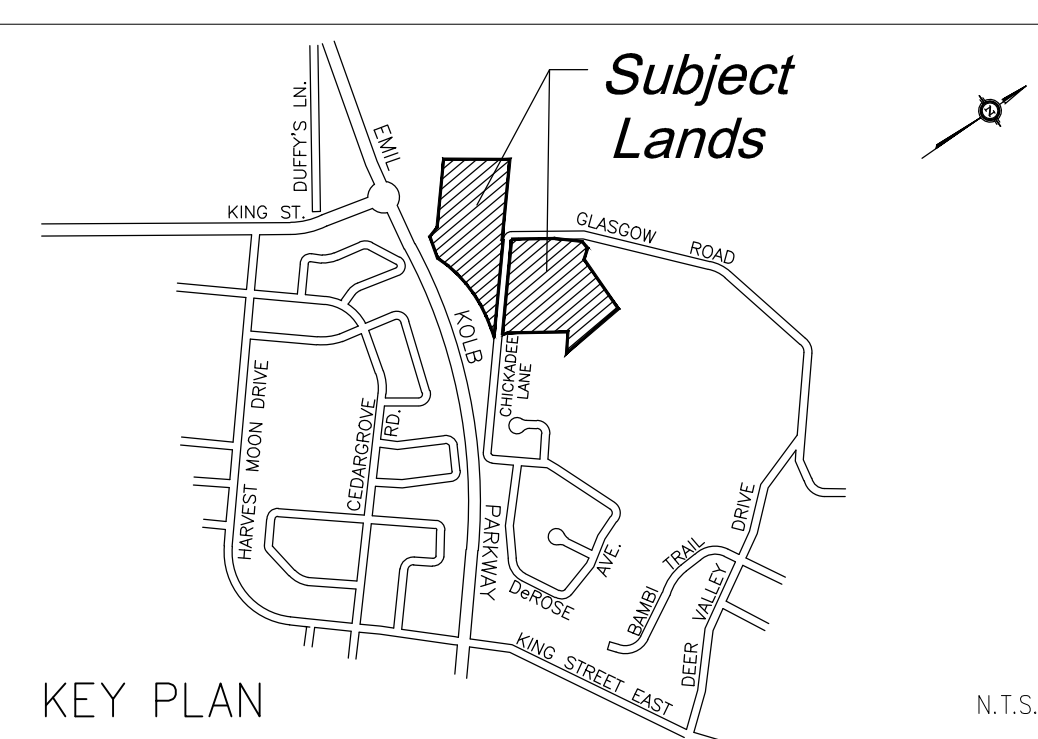 Subject
Lands
N
DUFFY'S LN.
EMIL
KING ST.
GLASGOW ROAD
KOLB
CHICKADEE
LANE
HARVEST MOON DRIVE
CEDARGROVE
RD.
PARKWAY
DeROSE
AVE.
BAMBI TRAIL
DEER VALLEY DRIVE
KING STREET EAST
KEY PLAN
N.T.S.